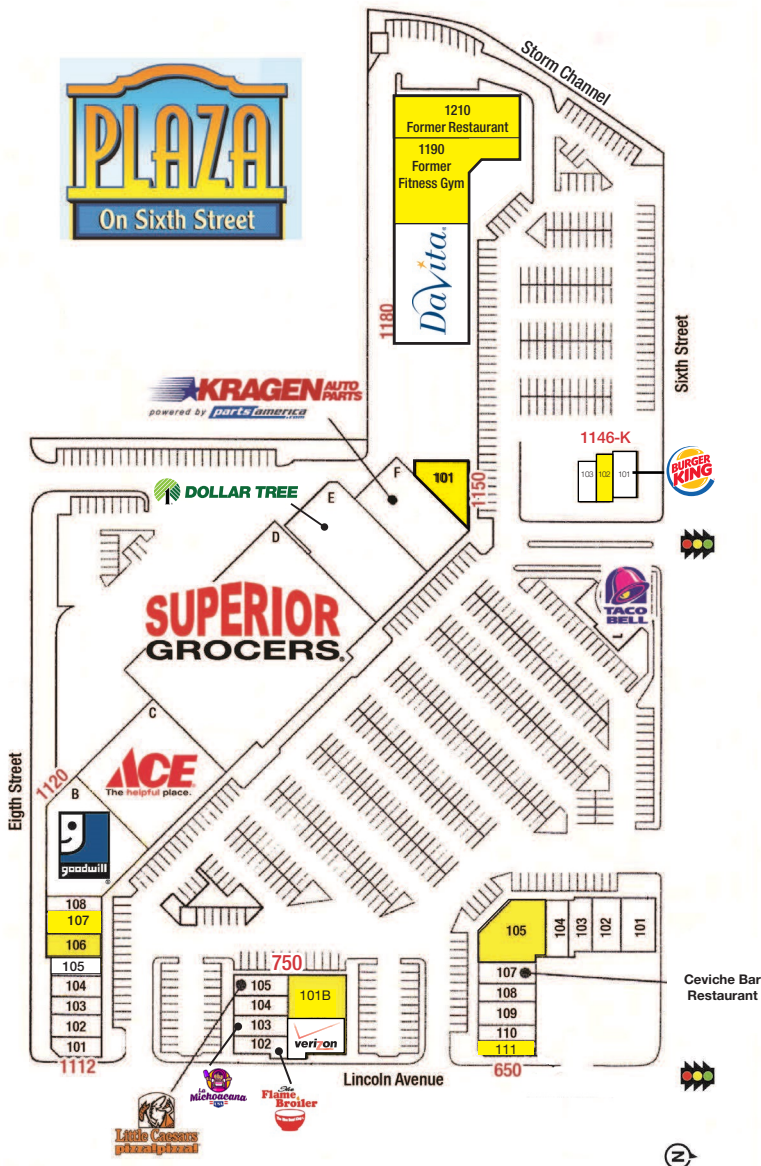 PLAZA
On Sixth Street
Storm Channel
1210
Former Restaurant
1190
Former
Fitness Gym
DaVita
1180
Sixth Street
KRAGEN AUTO PARTS
powered by partsamerica.com
1146-K
103
102
101
BURGER
KING
F
101
1150
DOLLAR TREE
E
D
SUPERIOR
GROCERS
TACO
BELL
L
C
ACE
The helpful place.
1120
B
Eigth Street
goodwill
108
107
106
105
104
103
102
101
1112
750
105
104
103
102
101B
verizon
105
104
103
102
101
107
108
109
110
111
650
Ceviche Bar
Restaurant
Lincoln Avenue
La
Michoacana
The
Flame
Broiler
Little Caesars
pizza!pizza!
N